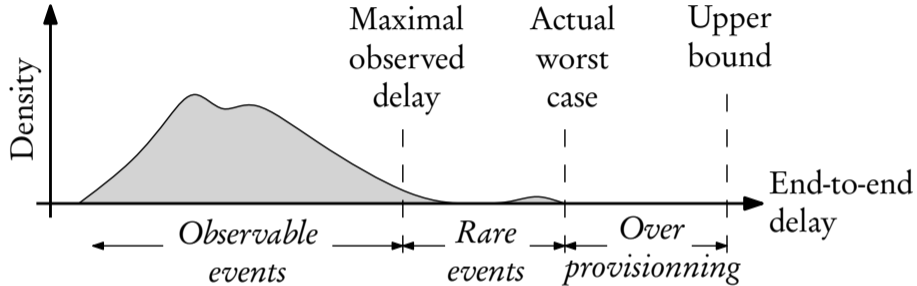 Density
Maximal
observed
delay
Actual
worst
case
Upper
bound
End-to-end
delay
Observable
events
Rare
events
Over
provisionning